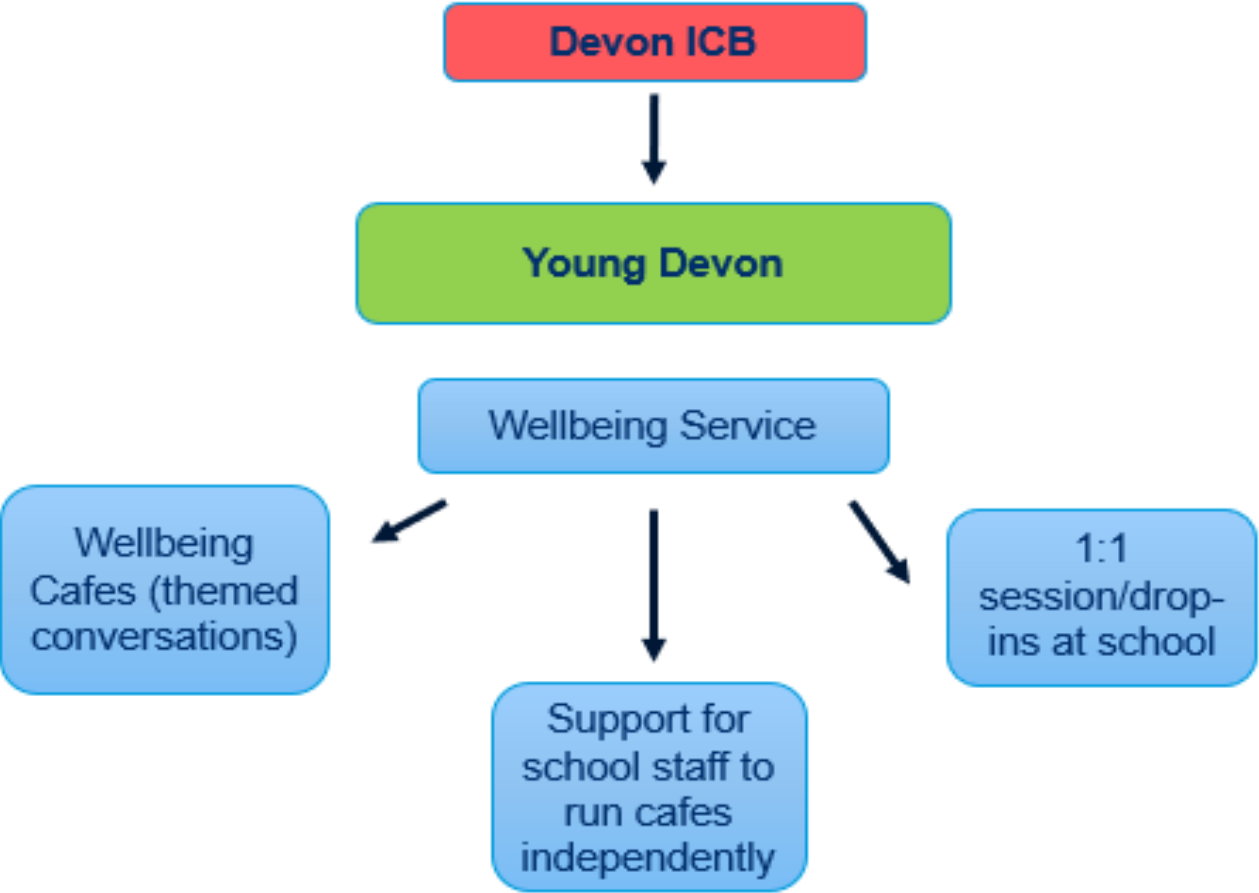 Devon ICB
Young Devon
Wellbeing Service
Wellbeing
Cafes (themed
conversations)
1:1
session/drop-
ins at school
Support for
school staff to
run cafes
independently